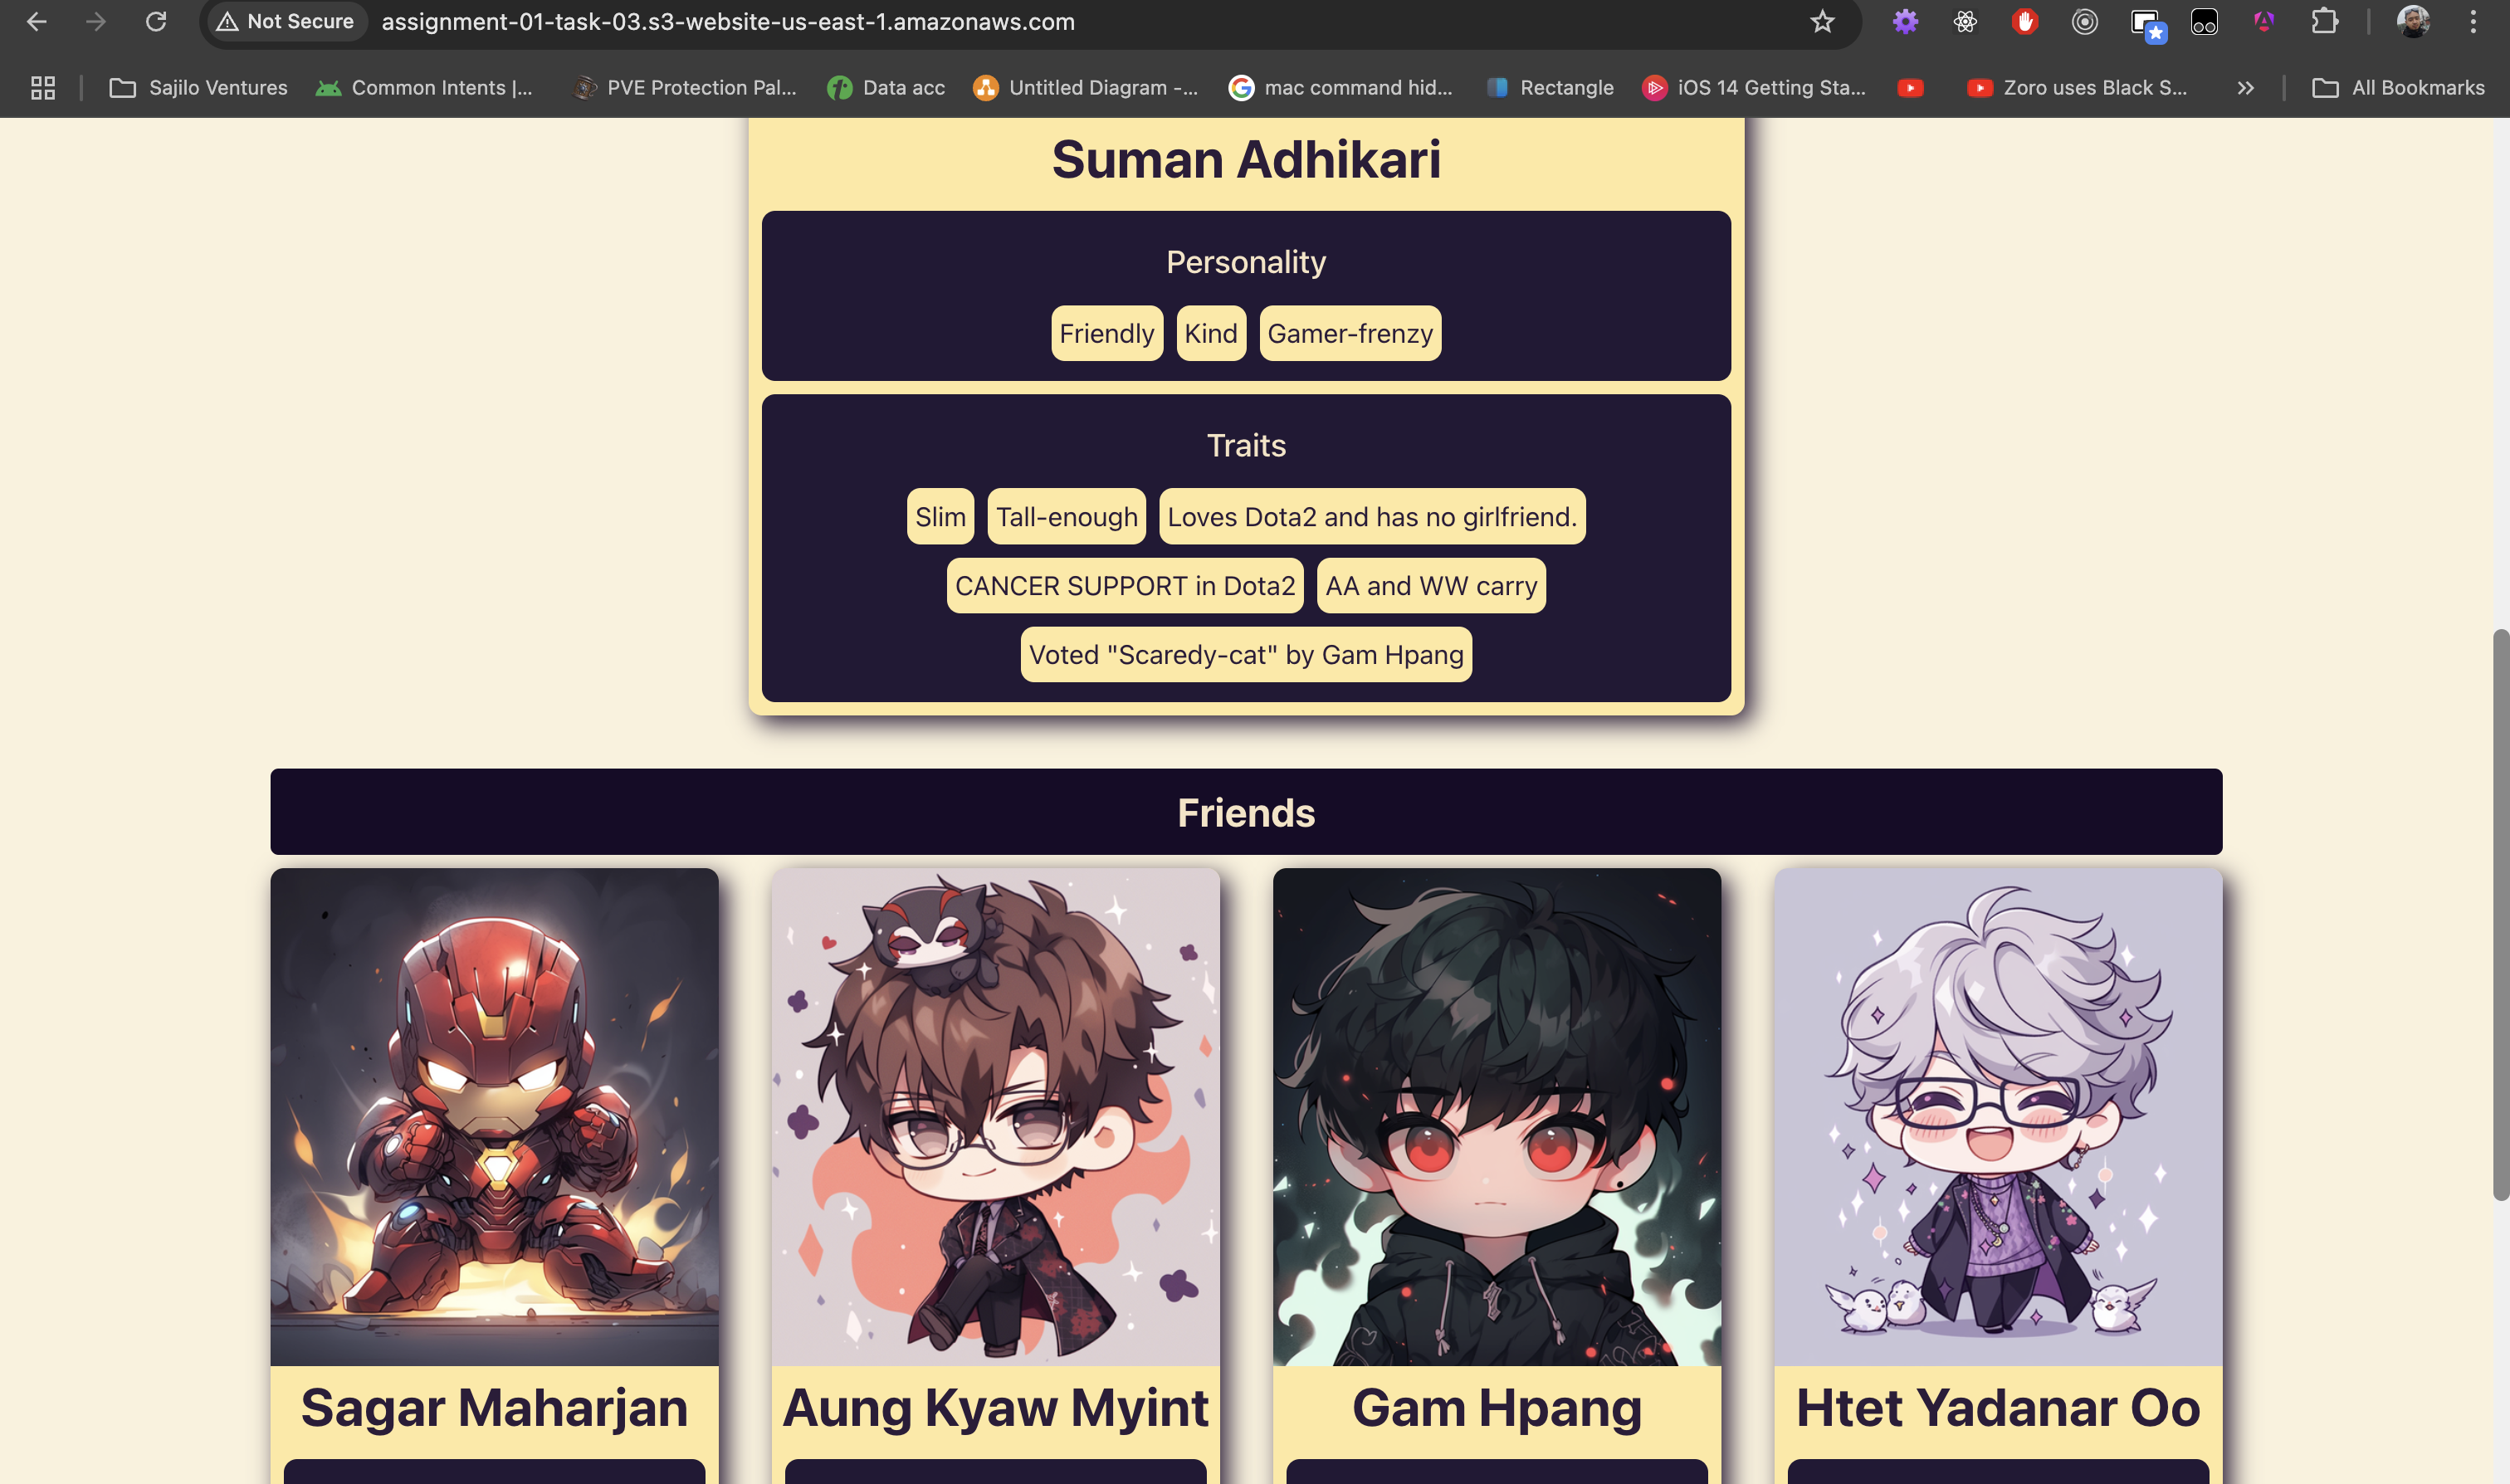 Not Secure assignment-01-task-03.s3-website-us-east-1.amazonaws.com
Sajilo Ventures Common Intents |... PVE Protection Pal... Data acc Untitled Diagram -... mac command hid... Rectangle iOS 14 Getting Sta... Zoro uses Black S... » All Bookmarks
Suman Adhikari
Personality
Friendly Kind Gamer-frenzy
Traits
Slim Tall-enough Loves Dota2 and has no girlfriend.
CANCER SUPPORT in Dota2 AA and WW carry
Voted "Scaredy-cat" by Gam Hpang
Friends
Sagar Maharjan Aung Kyaw Myint Gam Hpang Htet Yadanar Oo